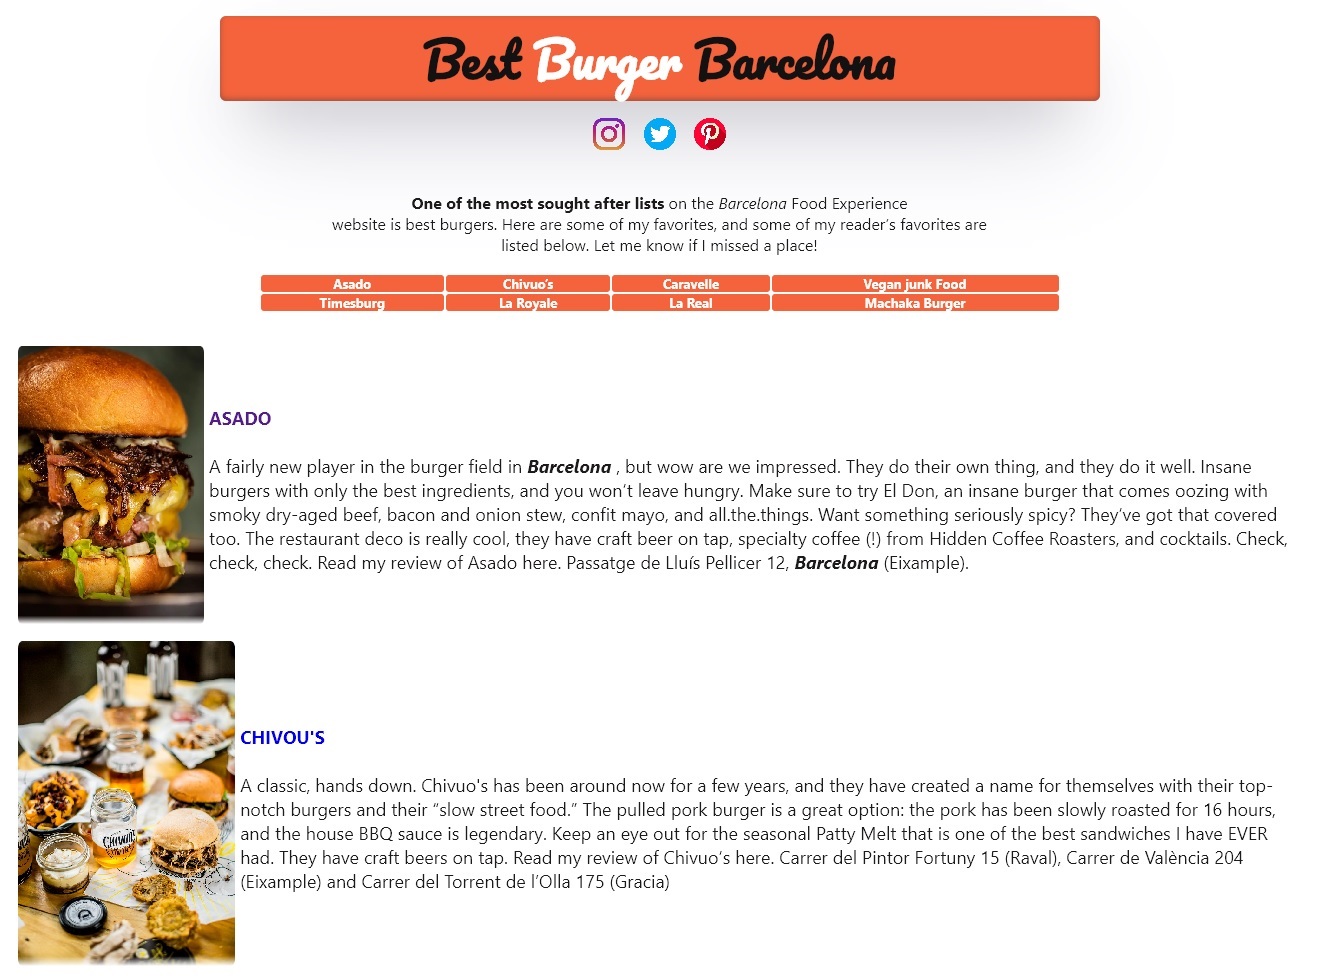 Best Burger Barcelona
One of the most sought after lists on the Barcelona Food Experience
website is best burgers. Here are some of my favorites, and some of my reader’s favorites are
listed below. Let me know if I missed a place!
Asado Chivuo’s Caravelle Vegan junk Food
Timesburg La Royale La Real Machaka Burger
ASADO
A fairly new player in the burger field in Barcelona , but wow are we impressed. They do their own thing, and they do it well. Insane
burgers with only the best ingredients, and you won’t leave hungry. Make sure to try El Don, an insane burger that comes oozing with
smoky dry-aged beef, bacon and onion stew, confit mayo, and all.the.things. Want something seriously spicy? They’ve got that covered
too. The restaurant deco is really cool, they have craft beer on tap, specialty coffee (!) from Hidden Coffee Roasters, and cocktails. Check,
check, check. Read my review of Asado here. Passatge de Lluís Pellicer 12, Barcelona (Eixample).
CHIVOU'S
A classic, hands down. Chivuo's has been around now for a few years, and they have created a name for themselves with their top-
notch burgers and their “slow street food.” The pulled pork burger is a great option: the pork has been slowly roasted for 16 hours,
and the house BBQ sauce is legendary. Keep an eye out for the seasonal Patty Melt that is one of the best sandwiches I have EVER
had. They have craft beers on tap. Read my review of Chivuo’s here. Carrer del Pintor Fortuny 15 (Raval), Carrer de València 204
(Eixample) and Carrer del Torrent de l’Olla 175 (Gracia)